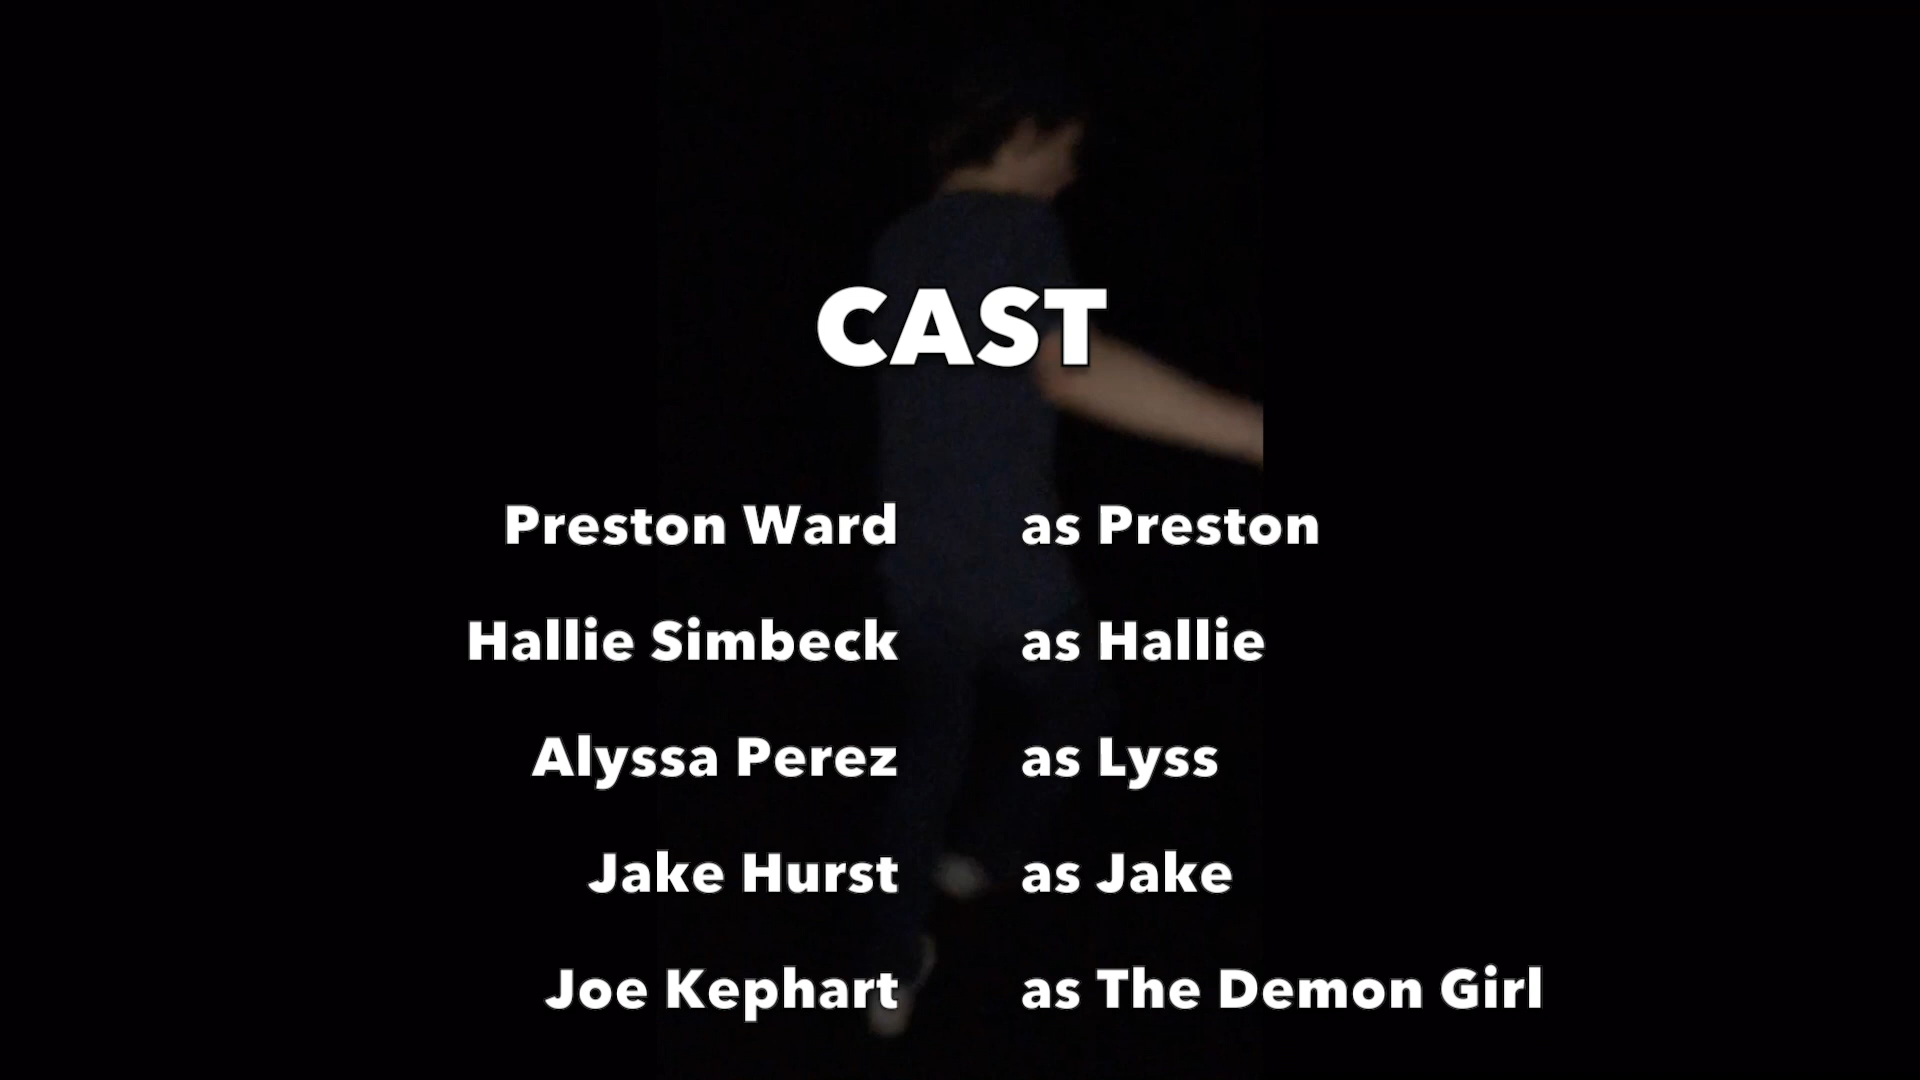 CAST
Preston Ward as Preston
Hallie Simbeck as Hallie
Alyssa Perez as Lyss
Jake Hurst as Jake
Joe Kephart as The Demon Girl